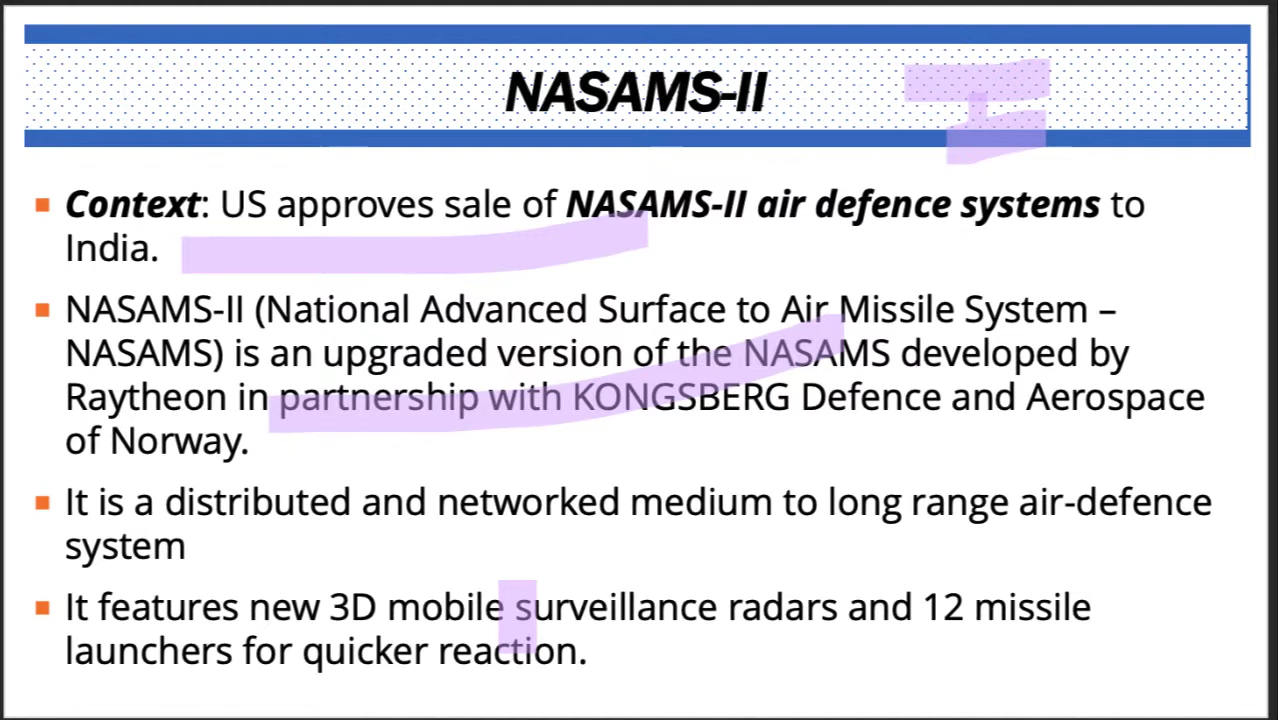 NASAMS-II
Context: US approves sale of NASAMS-II air defence systems to
India.
NASAMS-II (National Advanced Surface to Air Missile System –
NASAMS) is an upgraded version of the NASAMS developed by
Raytheon in partnership with KONGSBERG Defence and Aerospace
of Norway.
It is a distributed and networked medium to long range air-defence
system
It features new 3D mobile surveillance radars and 12 missile
launchers for quicker reaction.